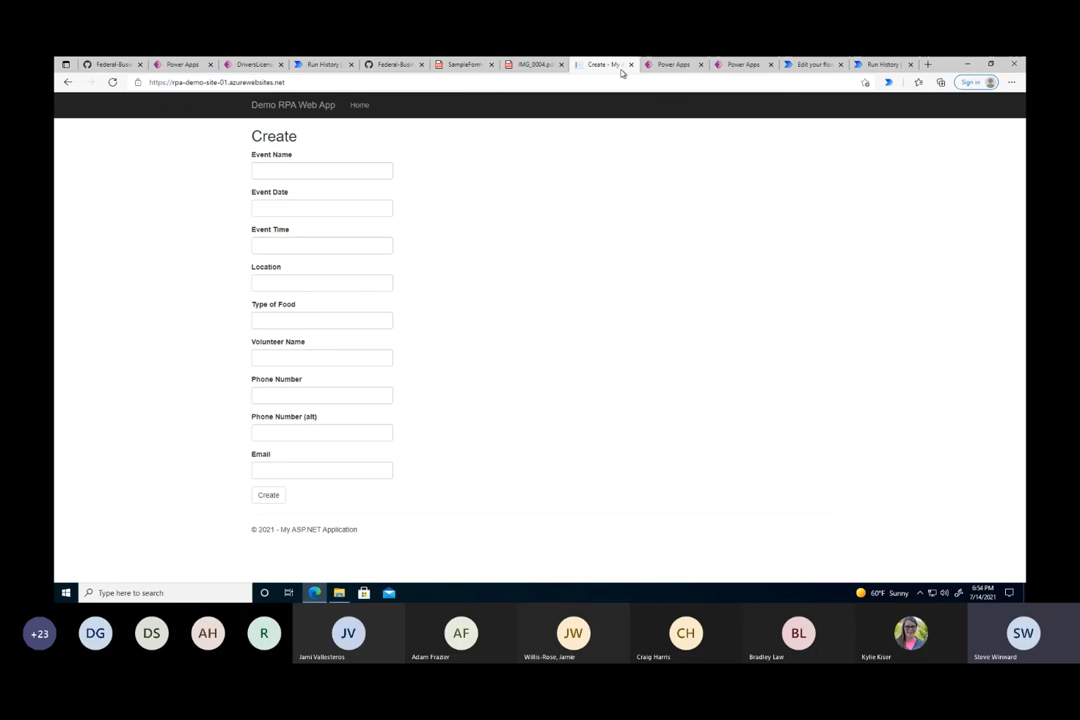 Federal-Busin
Power Apps
DriversLicens
Run History |
Federal-Busin
SampleForm
IMG_0004.pd
Create - My
Power Apps
Power Apps
Edit your flow
Run History |
https://rpa-demo-site-01.azurewebsites.net
Sign in
Demo RPA Web App
Home
Create
Event Name
Event Date
Event Time
Location
Type of Food
Volunteer Name
Phone Number
Phone Number (alt)
Email
Create
© 2021 - My ASP.NET Application
Type here to search
60°F Sunny
6:54 PM
7/14/2021
+23
DG
DS
AH
R
JV
AF
JW
CH
BL
SW
Jami Vallesteros
Adam Frazier
Willis-Rose, Jamie
Craig Harris
Bradley Law
Kylie Kiser
Steve Winward